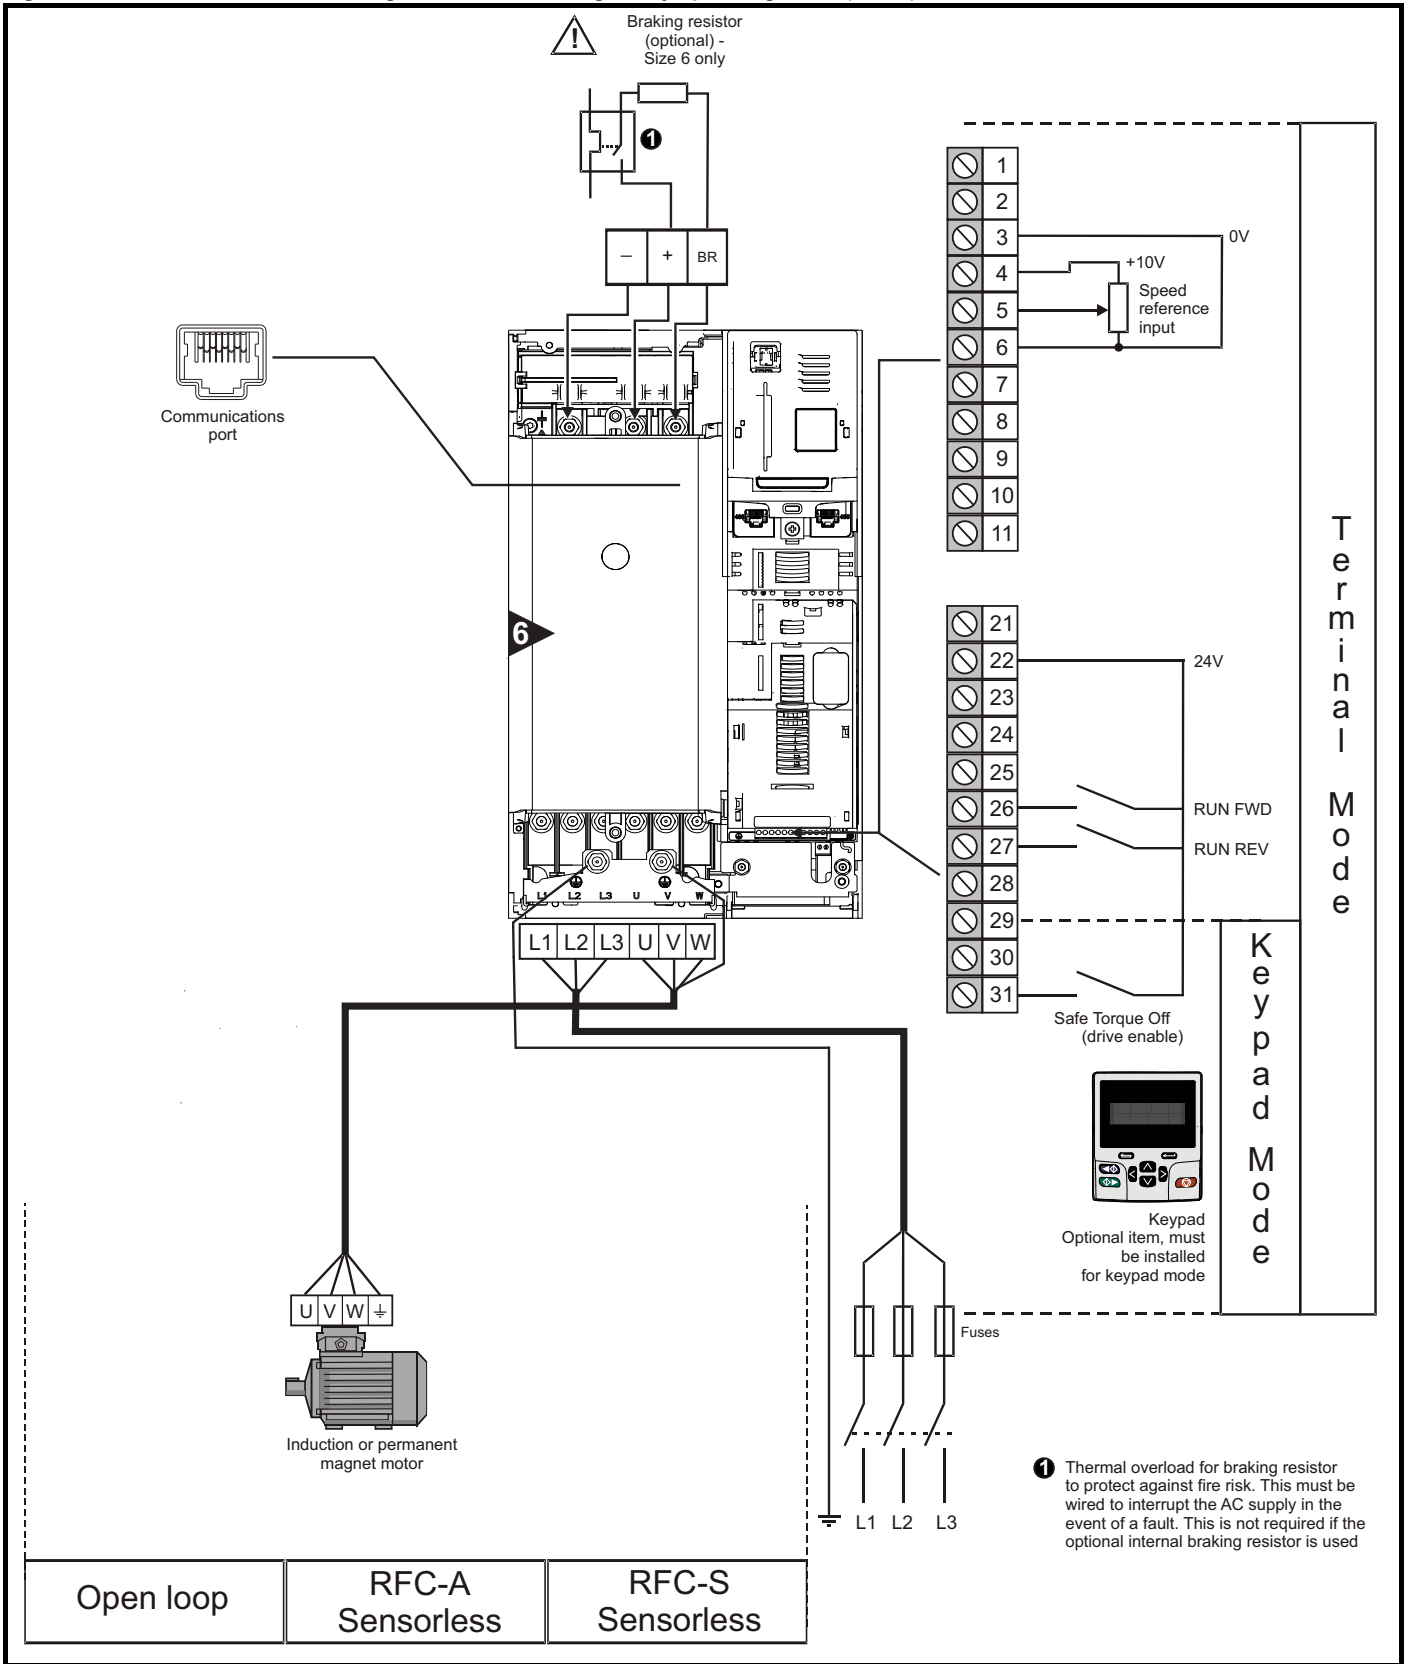 Braking resistor
(optional) -
Size 6 only
1
– + BR
Communications
port
1
2
3
4
5
6
7
8
9
10
11
0V
+10V
Speed
reference
input
21
22
23
24
25
26
27
28
29
30
31
24V
RUN FWD
RUN REV
Safe Torque Off
(drive enable)
Terminal Mode
Keypad Mode
6
L1 L2 L3 U V W
L1 L2 L3 U V W
Keypad
Optional item, must
be installed
for keypad mode
U V W
Induction or permanent
magnet motor
Fuses
L1 L2 L3
1 Thermal overload for braking resistor
to protect against fire risk. This must be
wired to interrupt the AC supply in the
event of a fault. This is not required if the
optional internal braking resistor is used
Open loop
RFC-A
Sensorless
RFC-S
Sensorless